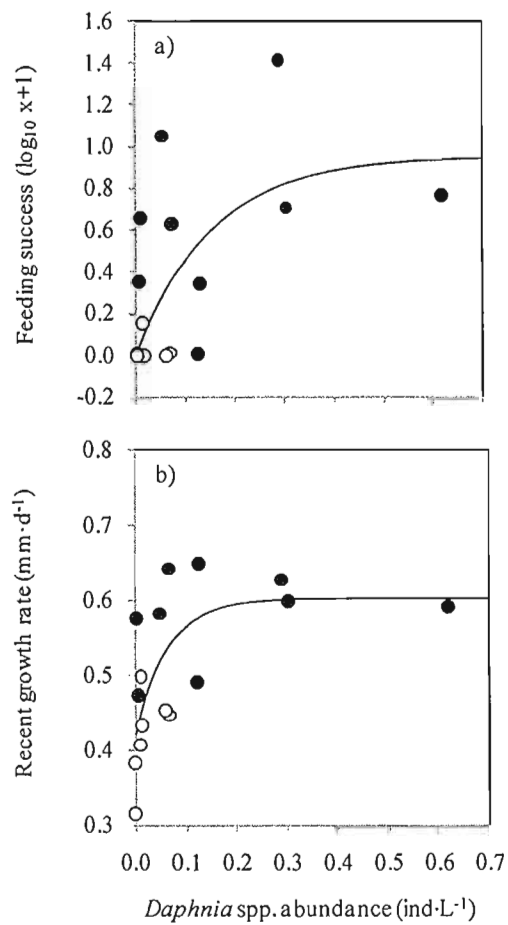 a)
Feeding success (log₁₀ x+1)
1.6
1.4
1.2
1.0
0.8
0.6
0.4
0.2
0.0
-0.2
b)
Recent growth rate (mm·d⁻¹)
0.8
0.7
0.6
0.5
0.4
0.3
0.0 0.1 0.2 0.3 0.4 0.5 0.6 0.7
Daphnia spp. abundance (ind·L⁻¹)